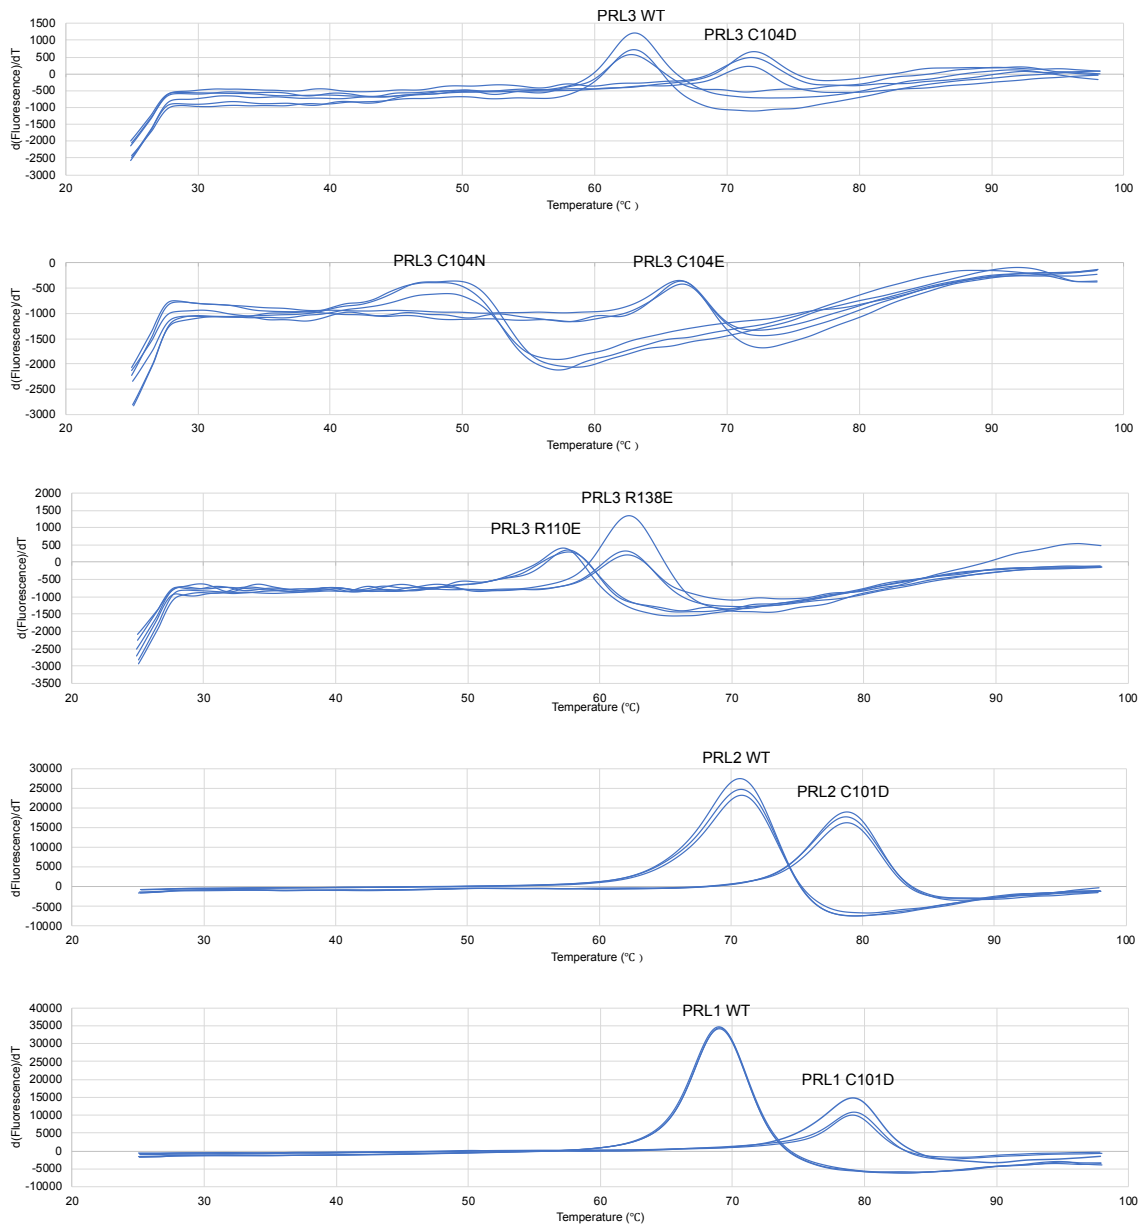 PRL3 WT
PRL3 C104D
1500
1000
500
0
-500
-1000
-1500
-2000
-2500
-3000
d(Fluorescence)/dT
20 30 40 50 60 70 80 90 100
Temperature (℃ )
PRL3 C104N PRL3 C104E
0
-500
-1000
-1500
-2000
-2500
-3000
d(Fluorescence)/dT
20 30 40 50 60 70 80 90 100
Temperature (℃ )
PRL3 R138E
PRL3 R110E
2000
1500
1000
500
0
-500
-1000
-1500
-2000
-2500
-3000
-3500
d(Fluorescence)/dT
20 30 40 50 60 70 80 90 100
Temperature (℃)
PRL2 WT
PRL2 C101D
30000
25000
20000
15000
10000
5000
0
-5000
-10000
dFluorescence)/dT
20 30 40 50 60 70 80 90 100
Temperature (℃ )
PRL1 WT
PRL1 C101D
40000
35000
30000
25000
20000
15000
10000
5000
0
-5000
-10000
d(Fluorescence)/dT
20 30 40 50 60 70 80 90 100
Temperature (℃)